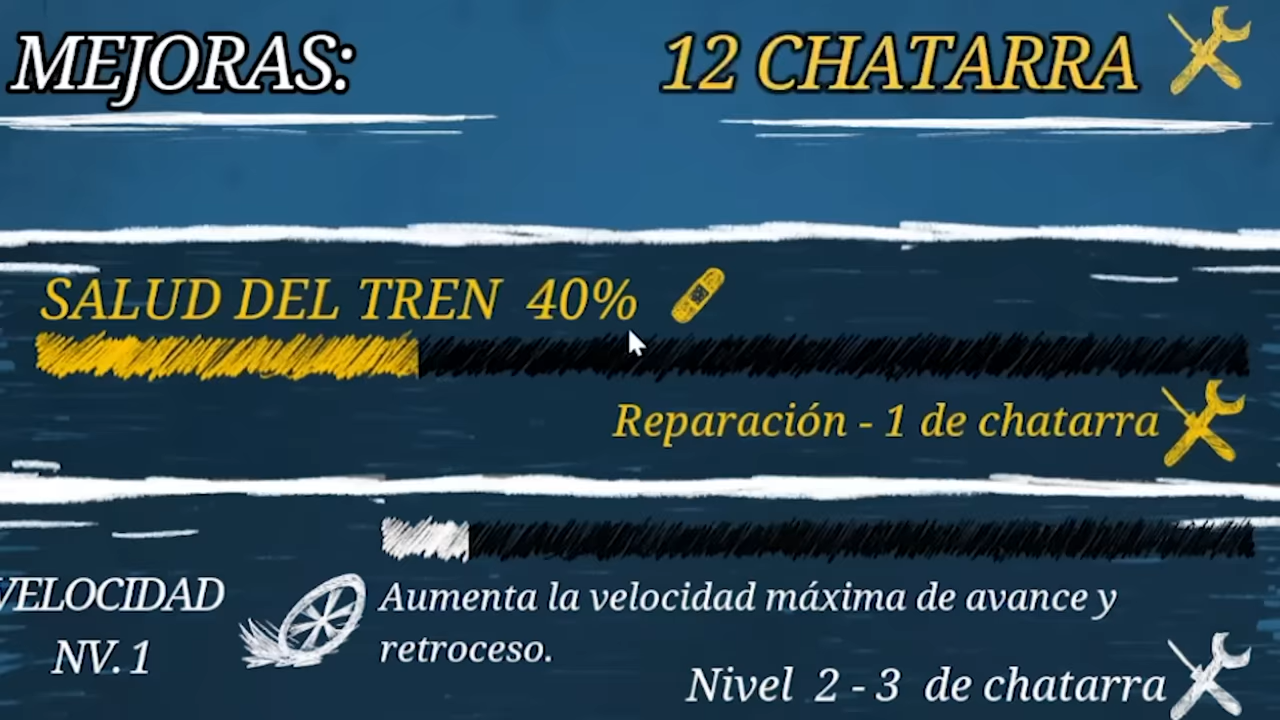 MEJORAS:
12 CHATARRA
SALUD DEL TREN 40%
Reparación - 1 de chatarra
VELOCIDAD
NV. 1
Aumenta la velocidad máxima de avance y
retroceso.
Nivel 2 - 3 de chatarra